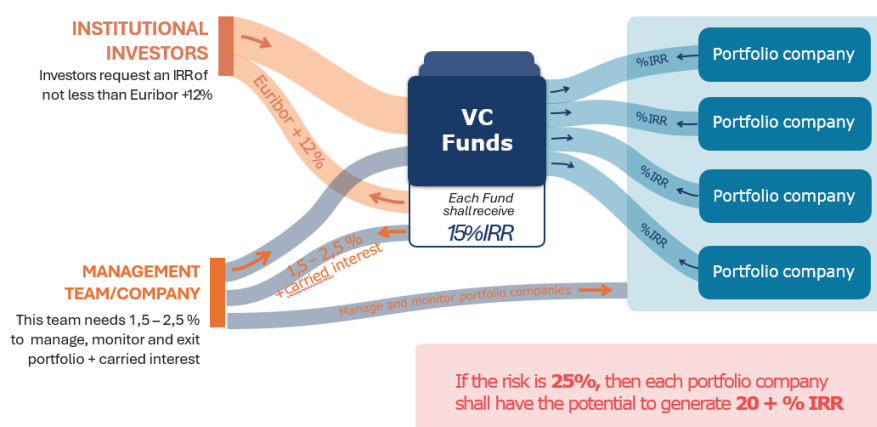 INSTITUTIONAL
INVESTORS
Investors request an IRR of
not less than Euribor +12%
Euribor + 12%
VC
Funds
Each Fund
shall receive
15%IRR
%IRR
%IRR
%IRR
%IRR
Portfolio company
Portfolio company
Portfolio company
Portfolio company
MANAGEMENT
TEAM/COMPANY
This team needs 1,5 – 2,5 %
to manage, monitor and exit
portfolio + carried interest
1,5 – 2,5 %
+carried interest
Manage and monitor portfolio companies
If the risk is 25%, then each portfolio company
shall have the potential to generate 20 + % IRR